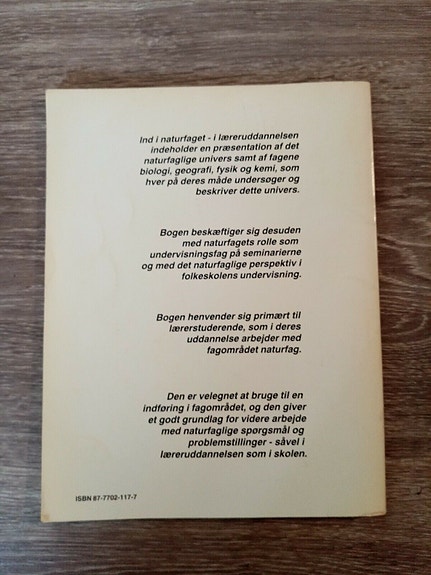 Ind i naturfaget - i læreruddannelsen
indeholder en præsentation af det
naturfaglige univers samt af fagene
biologi, geografi, fysik og kemi, som
hver på deres måde undersøger og
beskriver dette univers.
Bogen beskæftiger sig desuden
med naturfagets rolle som
undervisningsfag på seminarierne
og med det naturfaglige perspektiv i
folkeskolens undervisning.
Bogen henvender sig primært til
lærerstuderende, som i deres
uddannelse arbejder med
fagområdet naturfag.
Den er velegnet at bruge til en
indføring i fagområdet, og den giver
et godt grundlag for videre arbejde
med naturfaglige spørgsmål og
problemstillinger - såvel i
læreruddannelsen som i skolen.
ISBN 87-7702-117-7